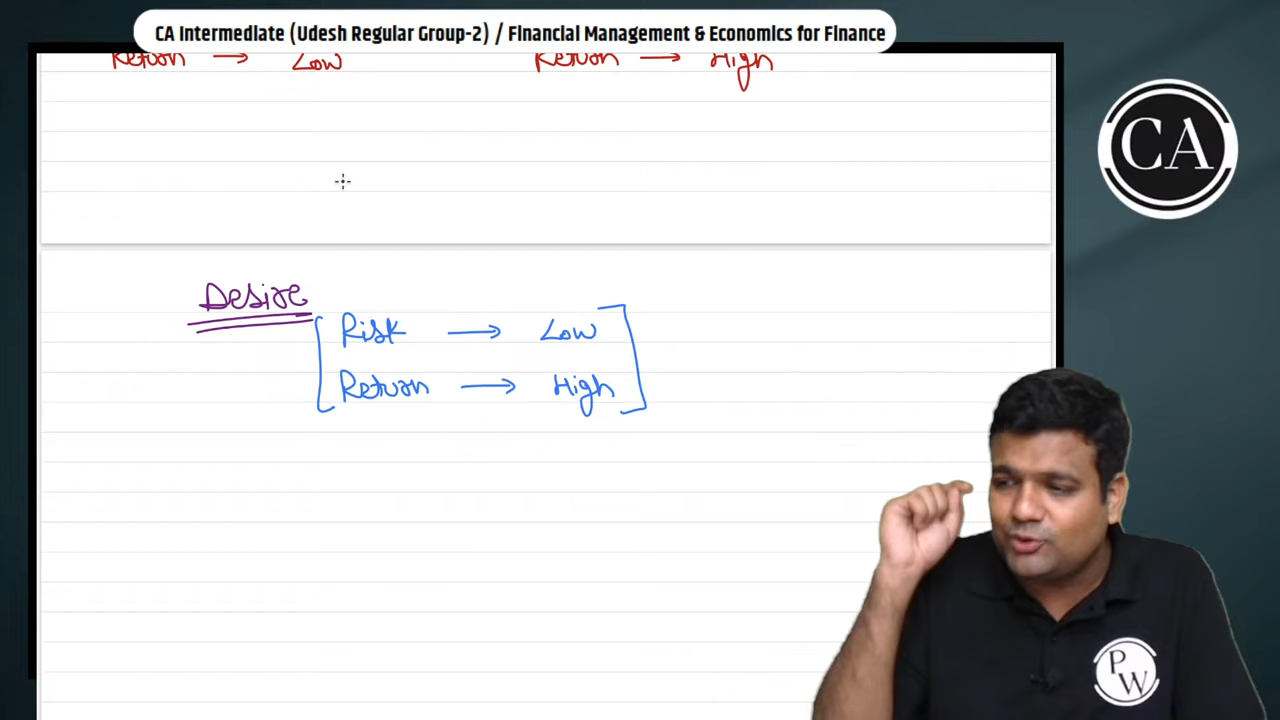 CA Intermediate (Udesh Regular Group-2) / Financial Management & Economics for Finance
Return → Low Return → High
CA
Desire
Risk → Low
Return → High
P
W